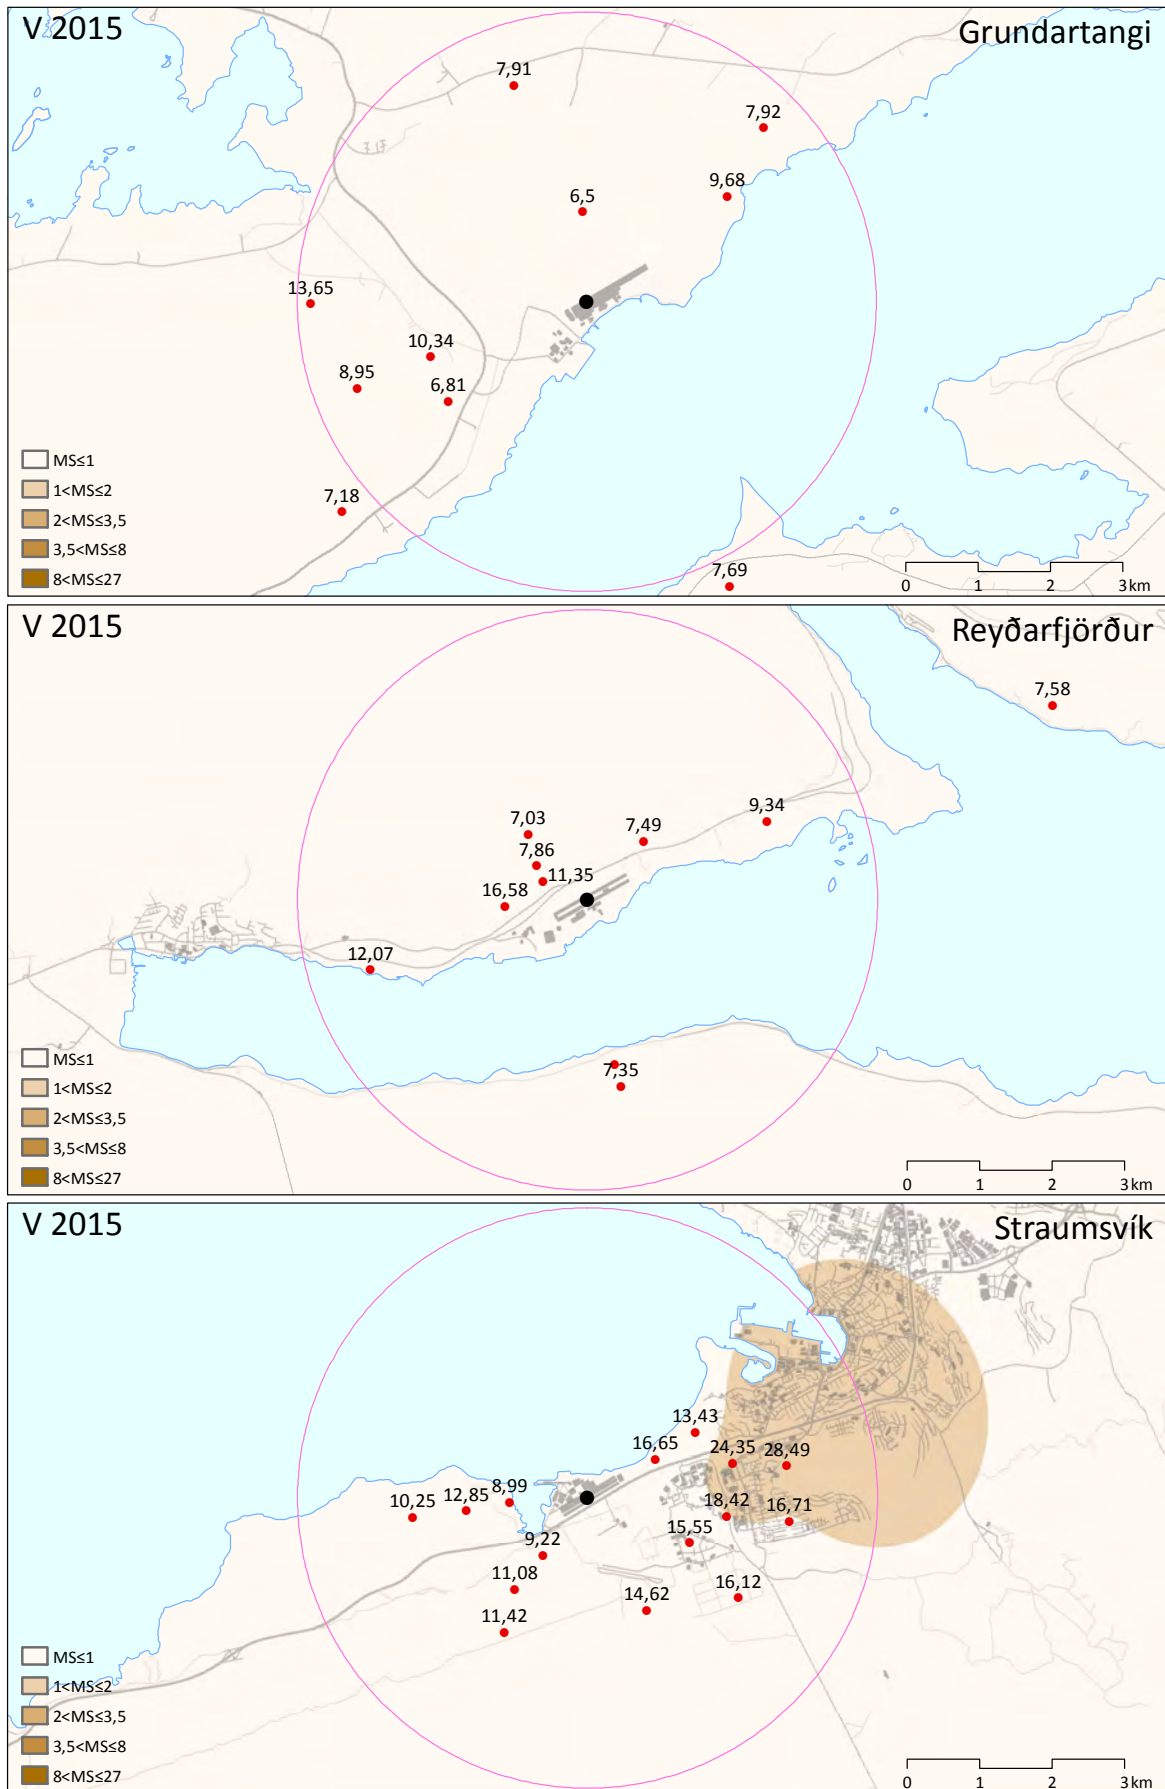 V 2015
Grundartangi
7,91
7,92
9,68
6,5
13,65
10,34
8,95
6,81
7,18
7,69
MS≤1
1<MS≤2
2<MS≤3,5
3,5<MS≤8
8<MS≤27
0 1 2 3 km
V 2015
Reyðarfjörður
7,58
9,34
7,03
7,49
7,86
11,35
16,58
12,07
7,35
MS≤1
1<MS≤2
2<MS≤3,5
3,5<MS≤8
8<MS≤27
0 1 2 3 km
V 2015
Straumsvík
13,43
16,65
24,35
28,49
8,99
12,85
10,25
18,42
16,71
15,55
9,22
11,08
14,62
16,12
11,42
MS≤1
1<MS≤2
2<MS≤3,5
3,5<MS≤8
8<MS≤27
0 1 2 3 km